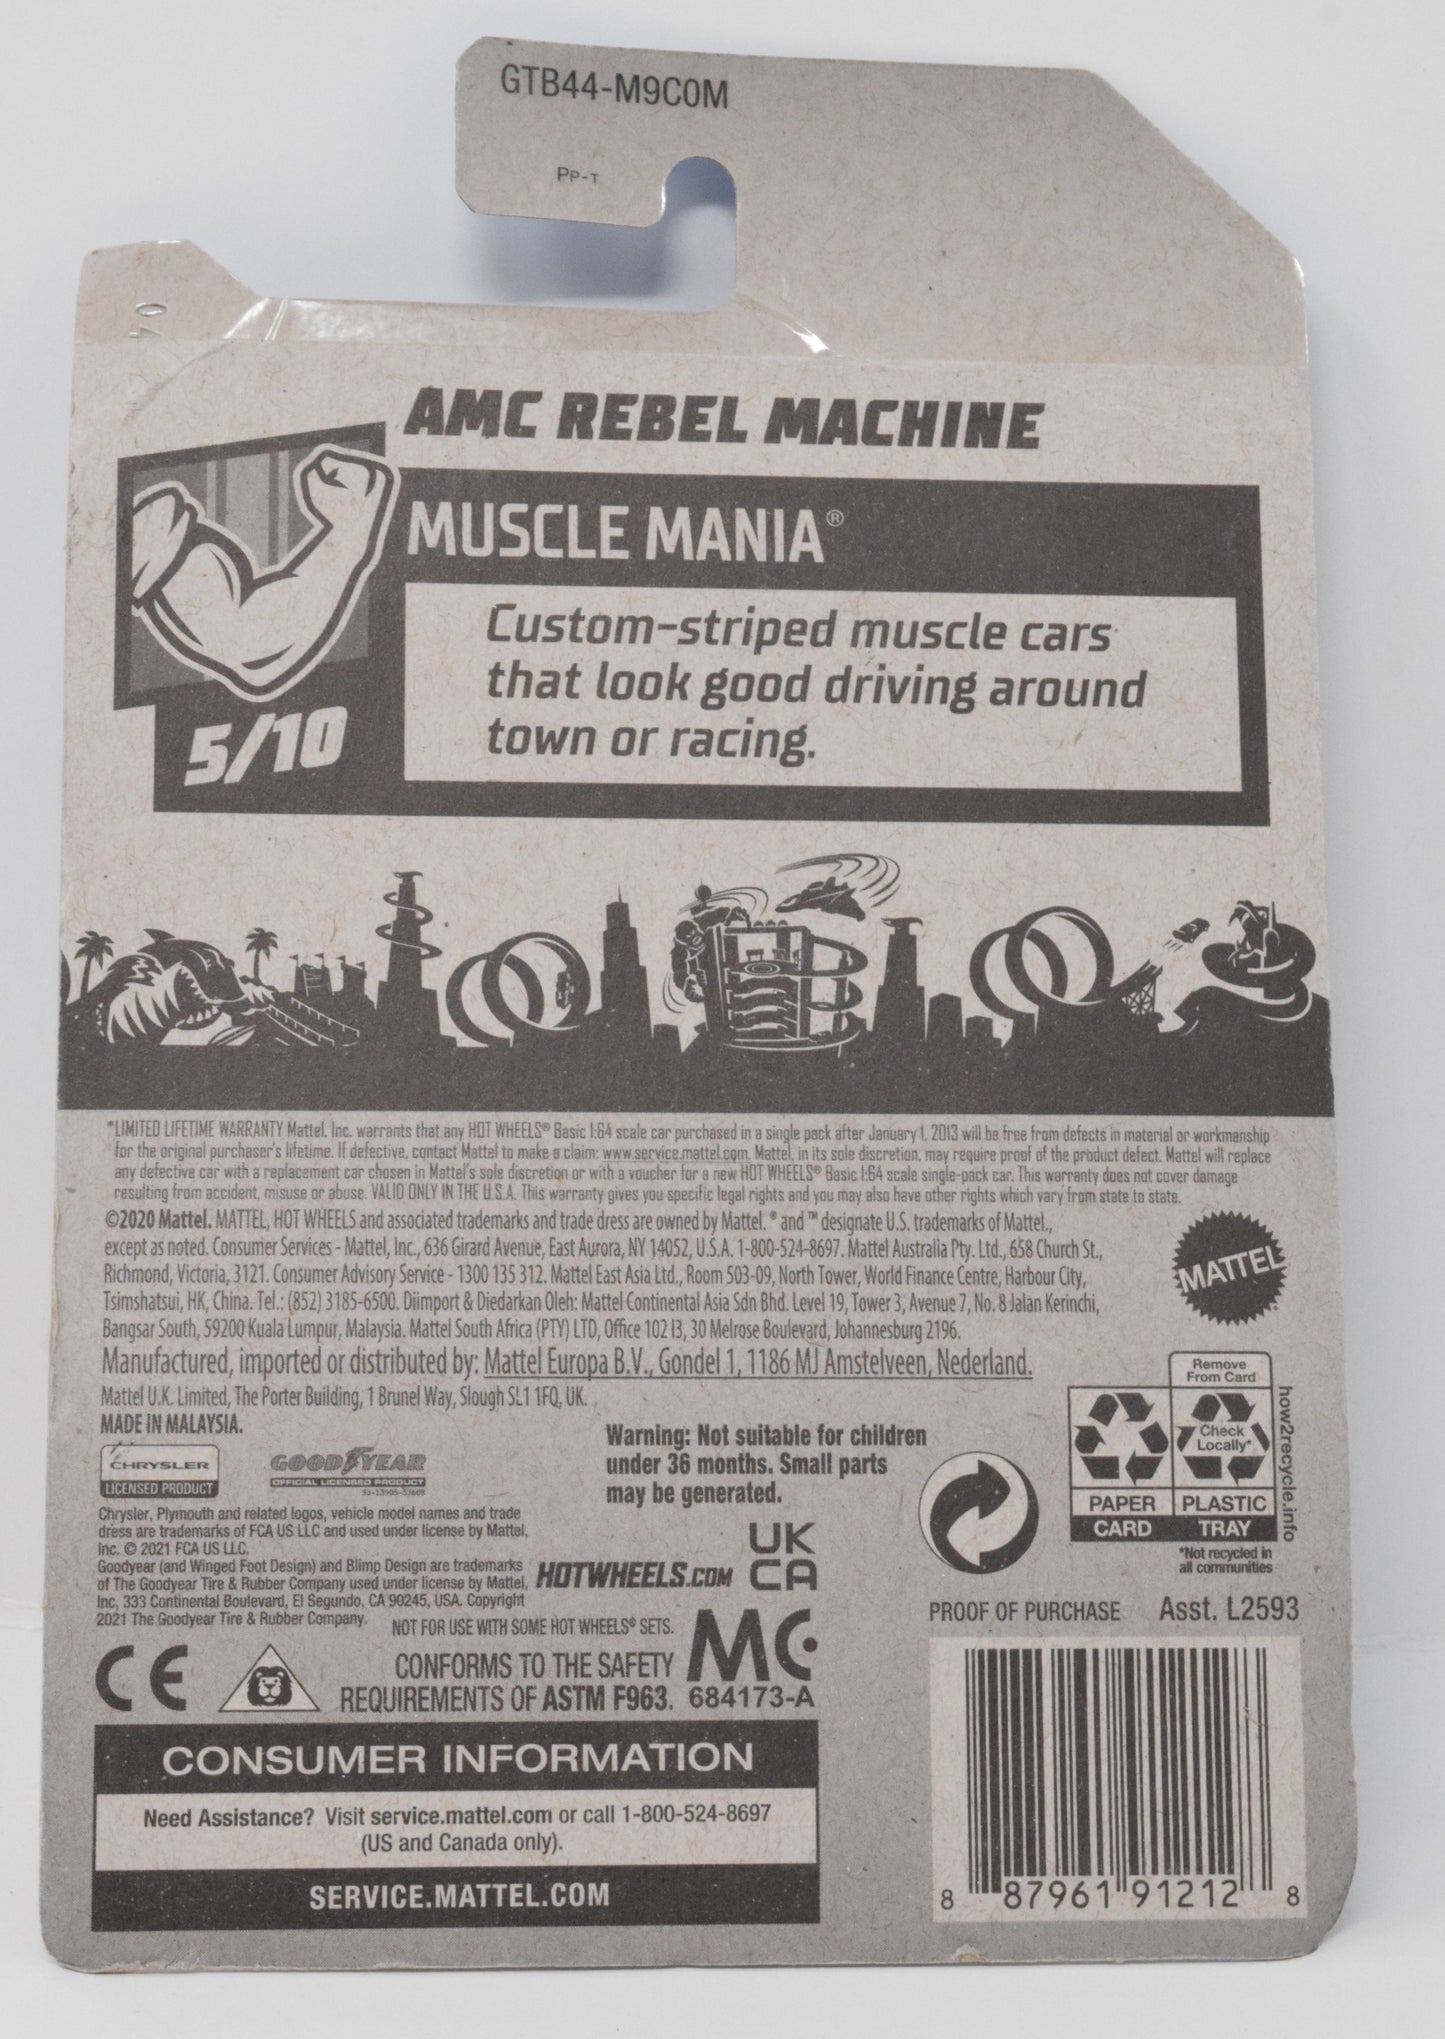 GTB44-M9C0M
PP-T
04
AMC REBEL MACHINE
MUSCLE MANIA®
Custom-striped muscle cars
that look good driving around
town or racing.
5/10
*LIMITED LIFETIME WARRANTY Mattel, Inc. warrants that any HOT WHEELS® Basic 1:64 scale car purchased in a single pack after January 1, 2013 will be free from defects in material or workmanship
for the original purchaser's lifetime. If defective, contact Mattel to make a claim: www.service.mattel.com. Mattel, in its sole discretion, may require proof of the product defect. Mattel will replace
any defective car with a replacement car chosen in Mattel's sole discretion or with a voucher for a new HOT WHEELS® Basic 1:64 scale single-pack car. This warranty does not cover damage
resulting from accident, misuse or abuse. VALID ONLY IN THE U.S.A. This warranty gives you specific legal rights and you may also have other rights which vary from state to state.
©2020 Mattel. MATTEL, HOT WHEELS and associated trademarks and trade dress are owned by Mattel. ® and ™ designate U.S. trademarks of Mattel.,
except as noted. Consumer Services - Mattel, Inc., 636 Girard Avenue, East Aurora, NY 14052, U.S.A. 1-800-524-8697. Mattel Australia Pty. Ltd., 658 Church St.,
Richmond, Victoria, 3121. Consumer Advisory Service - 1300 135 312. Mattel East Asia Ltd., Room 503-09, North Tower, World Finance Centre, Harbour City,
Tsimshatsui, HK, China. Tel.: (852) 3185-6500. Diimport & Diedarkan Oleh: Mattel Continental Asia Sdn Bhd. Level 19, Tower 3, Avenue 7, No. 8 Jalan Kerinchi,
Bangsar South, 59200 Kuala Lumpur, Malaysia. Mattel South Africa (PTY) LTD, Office 102 I3, 30 Melrose Boulevard, Johannesburg 2196.
MATTEL
Manufactured, imported or distributed by: Mattel Europa B.V., Gondel 1, 1186 MJ Amstelveen, Nederland.
Mattel U.K. Limited, The Porter Building, 1 Brunel Way, Slough SL1 1FQ, UK.
MADE IN MALAYSIA.
CHRYSLER
LICENSED PRODUCT
GOODYEAR
OFFICIAL LICENSED PRODUCT
Warning: Not suitable for children
under 36 months. Small parts
may be generated.
Remove
From Card
Check
Locally*
PAPER
PLASTIC
CARD
TRAY
how2recycle.info
*Not recycled in
all communities
Chrysler, Plymouth and related logos, vehicle model names and trade
dress are trademarks of FCA US LLC and used under license by Mattel,
Inc. © 2021 FCA US LLC.
Goodyear (and Winged Foot Design) and Blimp Design are trademarks
of The Goodyear Tire & Rubber Company used under license by Mattel,
Inc, 333 Continental Boulevard, El Segundo, CA 90245, USA. Copyright
2021 The Goodyear Tire & Rubber Company.
HOTWHEELS.COM
UK
CA
NOT FOR USE WITH SOME HOT WHEELS® SETS.
CE
CONFORMS TO THE SAFETY
REQUIREMENTS OF ASTM F963.
MC
684173-A
PROOF OF PURCHASE Asst. L2593
8 87961 91212 8
CONSUMER INFORMATION
Need Assistance? Visit service.mattel.com or call 1-800-524-8697
(US and Canada only).
SERVICE.MATTEL.COM